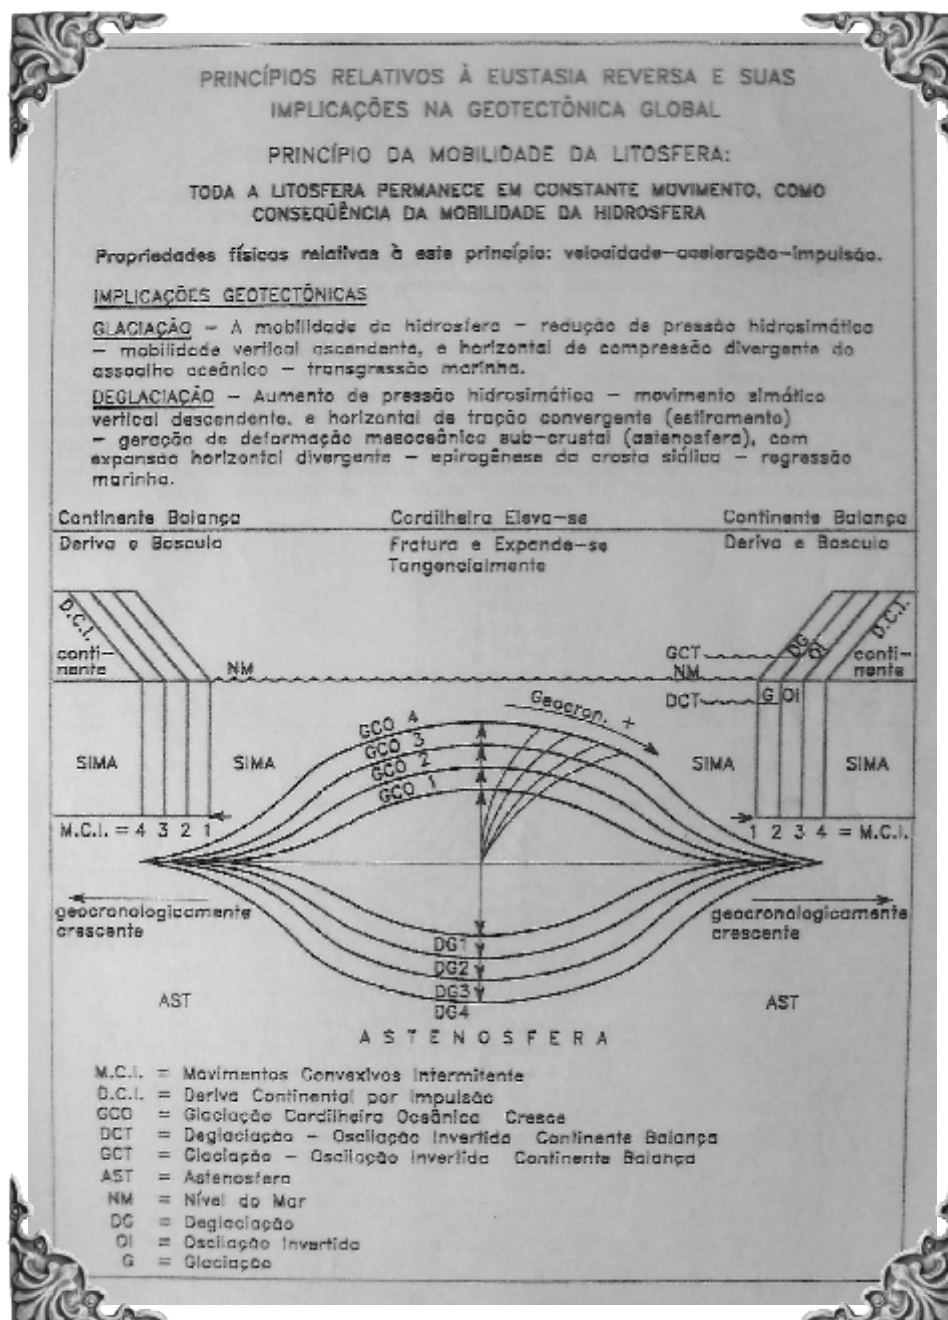 PRINCÍPIOS RELATIVOS À EUSTASIA REVERSA E SUAS
IMPLICAÇÕES NA GEOTECTÔNICA GLOBAL
PRINCÍPIO DA MOBILIDADE DA LITOSFERA:
TODA A LITOSFERA PERMANECE EM CONSTANTE MOVIMENTO, COMO
CONSEQÜÊNCIA DA MOBILIDADE DA HIDROSFERA
Propriedades físicas relativas à este princípio: velocidade-aceleração-impulsão.
IMPLICAÇÕES GEOTECTÔNICAS
GLACIAÇÃO - A mobilidade da hidrosfera - redução de pressão hidrosimática
- mobilidade vertical ascendente, e horizontal de compressão divergente do
assoalho oceânico - transgressão marinha.
DEGLACIAÇÃO - Aumento de pressão hidrosimática - movimento simático
vertical descendente, e horizontal de tração convergente (estiramento)
- geração de deformação mesoceânica sub-crustal (astenosfera), com
expansão horizontal divergente - epirogênese da crosta siálica - regressão
marinha.
Continente Balança Cordilheira Eleva-se Continente Balança
Deriva e Bascula Fratura e Expande-se Deriva e Bascula
Tangencialmente
D.C.I. DG OI D.C.I.
conti-
nente
NM
GCT
NM
conti-
nente
DCT G OI
Geocron. +
GCO 4
GCO 3
GCO 2
GCO 1
SIMA SIMA SIMA SIMA
M.C.I. = 4 3 2 1 1 2 3 4 = M.C.I.
geocronologicamente
crescente
geocronologicamente
crescente
DG1
DG2
DG3
DG4
AST AST
ASTENOSFERA
M.C.I. = Movimentos Convexivos Intermitente
D.C.I. = Deriva Continental por Impulsão
GCO = Glaciação Cordilheira Oceânica Cresce
DCT = Deglaciação - Oscilação Invertida Continente Balança
GCT = Glaciação - Oscilação Invertida Continente Balança
AST = Astenosfera
NM = Nível do Mar
DG = Deglaciação
OI = Oscilação Invertida
G = Glaciação